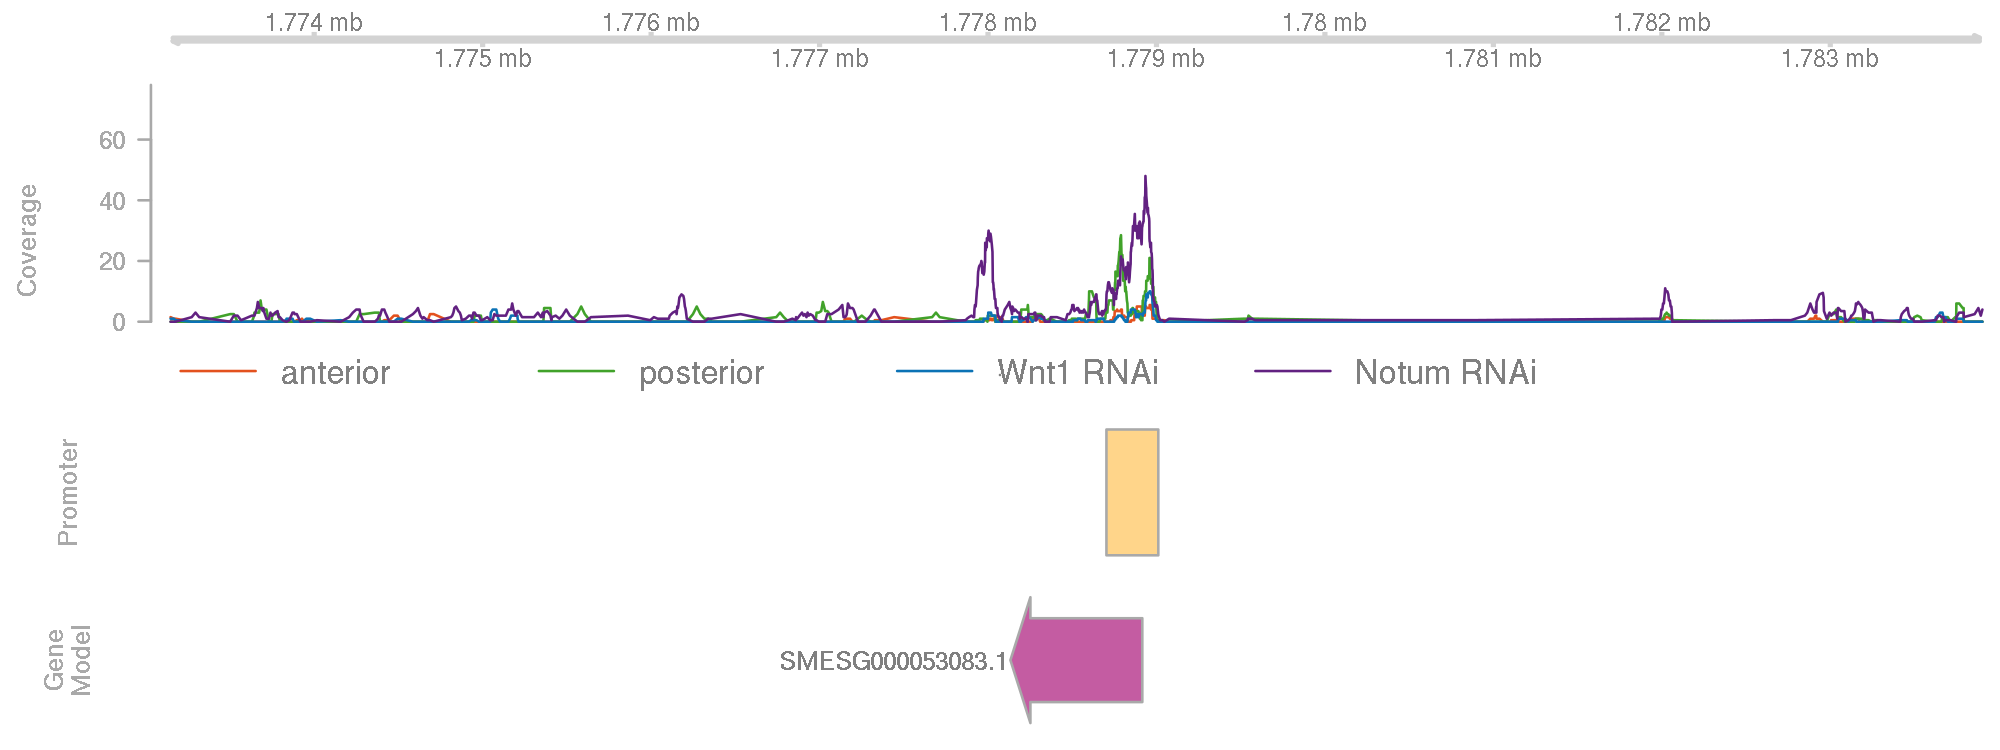 1.774 mb 1.776 mb 1.778 mb 1.78 mb 1.782 mb
1.775 mb 1.777 mb 1.779 mb 1.781 mb 1.783 mb
Coverage
60
40
20
0
anterior posterior Wnt1 RNAi Notum RNAi
Promoter
Gene
Model
SMESG000053083.1